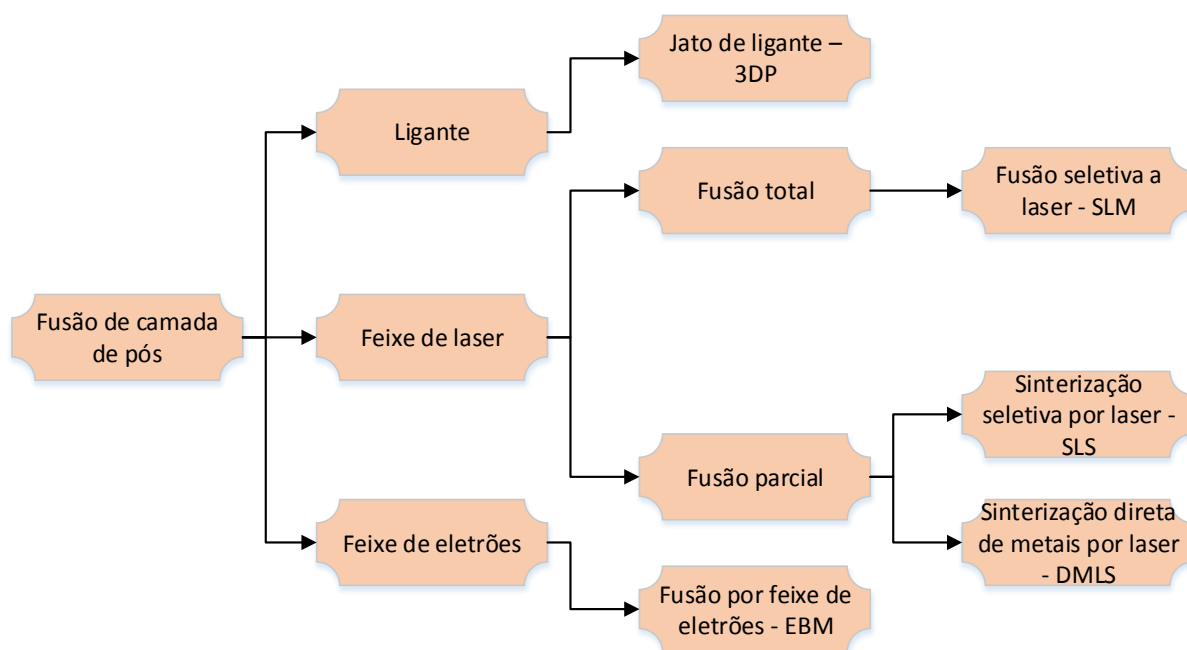 Jato de ligante –
3DP
Ligante
Fusão total
Fusão seletiva a
laser - SLM
Fusão de camada
de pós
Feixe de laser
Sinterização
seletiva por laser -
SLS
Fusão parcial
Feixe de eletrões
Sinterização direta
de metais por laser
- DMLS
Fusão por feixe de
eletrões - EBM